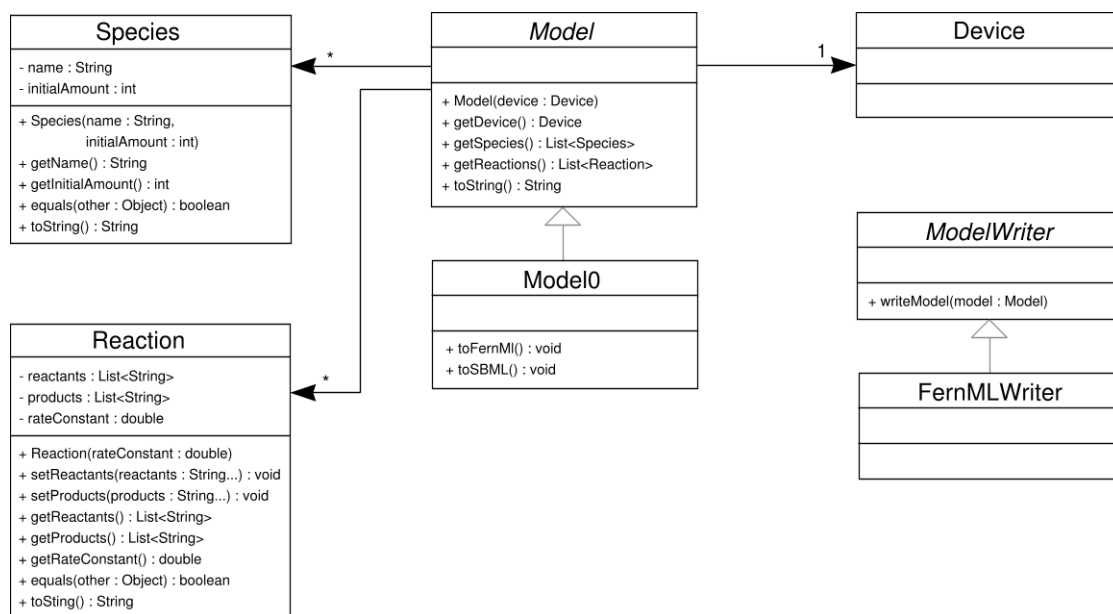 Species
- name : String
- initialAmount : int
+ Species(name : String,
initialAmount : int)
+ getName() : String
+ getInitialAmount() : int
+ equals(other : Object) : boolean
+ toString() : String
*
Model
+ Model(device : Device)
+ getDevice() : Device
+ getSpecies() : List<Species>
+ getReactions() : List<Reaction>
+ toString() : String
1
Device
Model0
+ toFernMl() : void
+ toSBML() : void
ModelWriter
+ writeModel(model : Model)
FernMLWriter
Reaction
- reactants : List<String>
- products : List<String>
- rateConstant : double
+ Reaction(rateConstant : double)
+ setReactants(reactants : String...) : void
+ setProducts(products : String...) : void
+ getReactants() : List<String>
+ getProducts() : List<String>
+ getRateConstant() : double
+ equals(other : Object) : boolean
+ toSting() : String
*